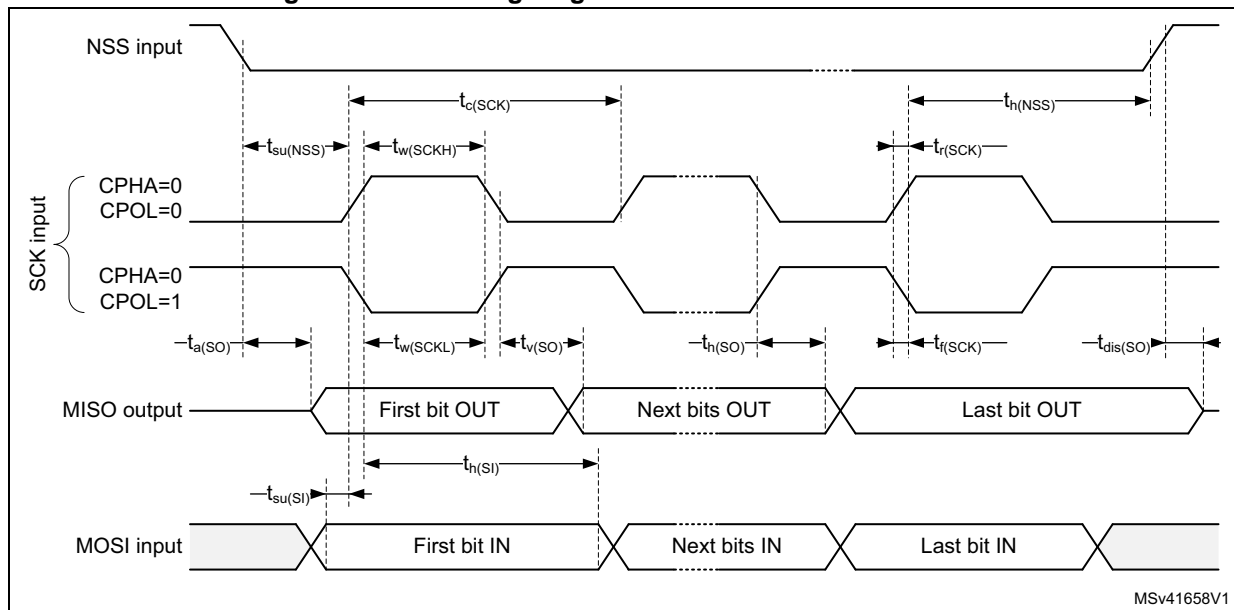 NSS input
tc(SCK)
th(NSS)
tsu(NSS)
tw(SCKH)
tr(SCK)
SCK input
CPHA=0
CPOL=0
CPHA=0
CPOL=1
ta(SO)
tw(SCKL)
tv(SO)
th(SO)
tf(SCK)
tdis(SO)
MISO output
First bit OUT
Next bits OUT
Last bit OUT
th(SI)
tsu(SI)
MOSI input
First bit IN
Next bits IN
Last bit IN
MSv41658V1